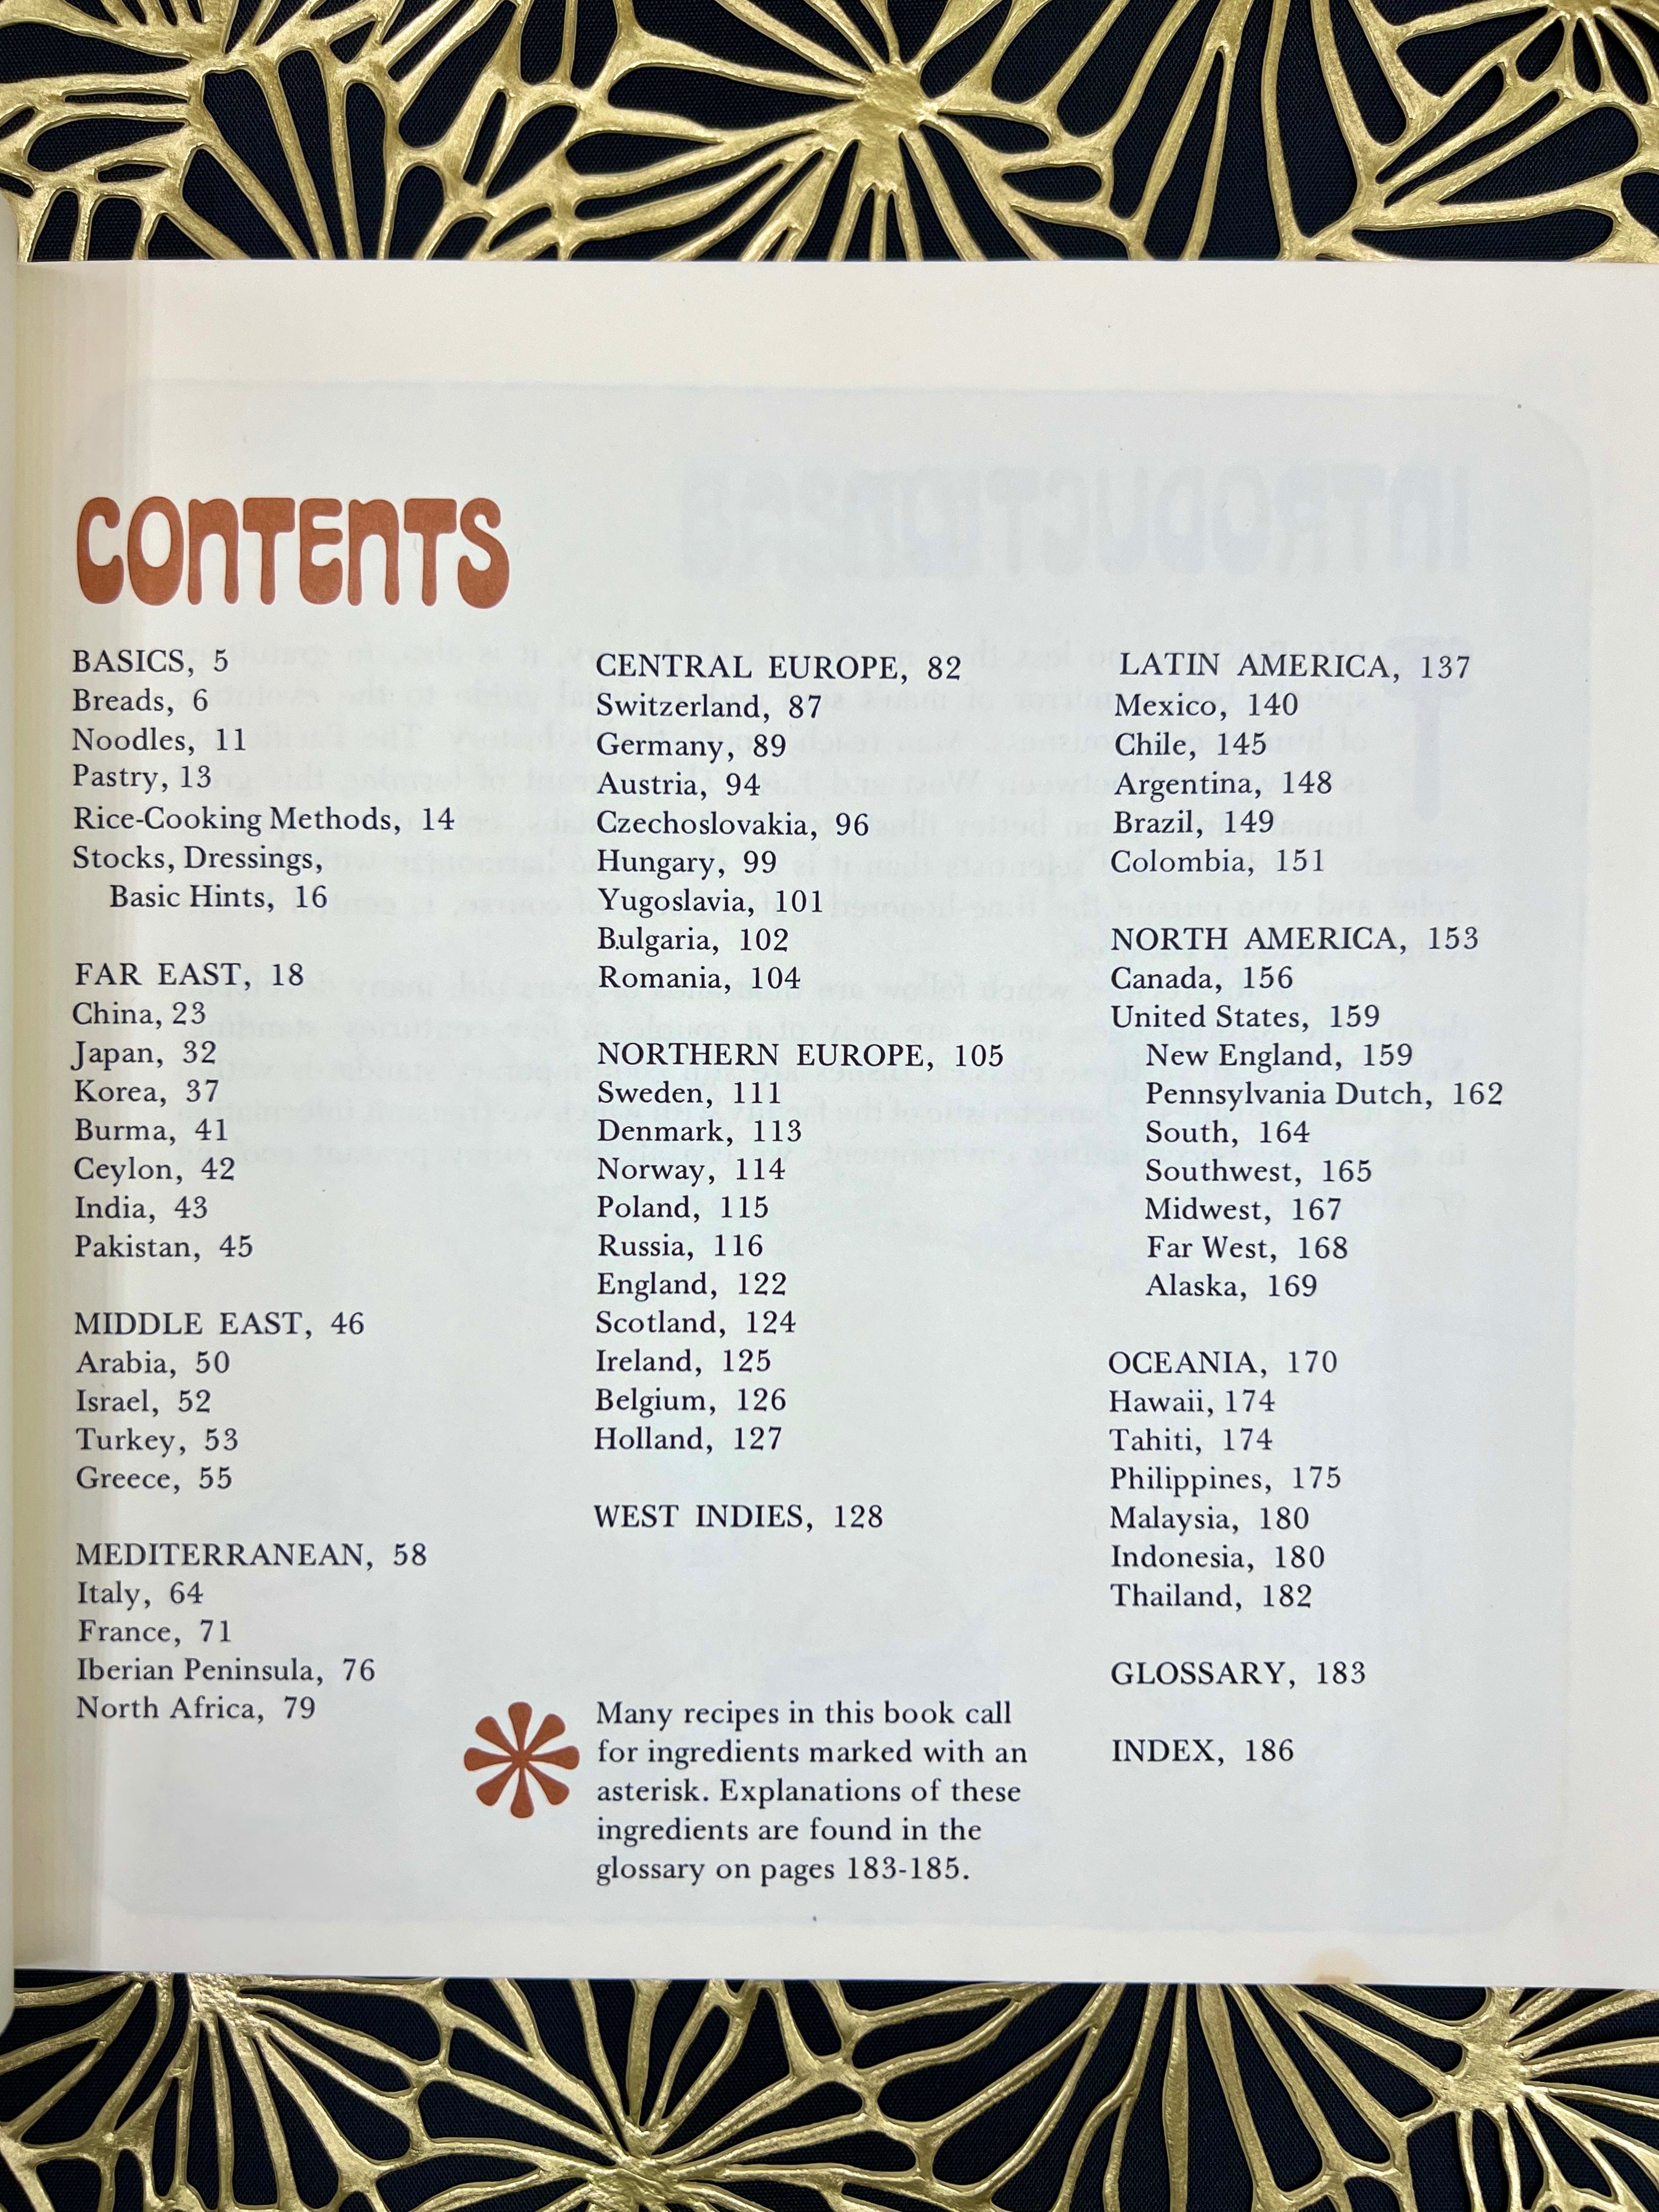 CONTENTS
BASICS, 5
Breads, 6
Noodles, 11
Pastry, 13
Rice-Cooking Methods, 14
Stocks, Dressings,
Basic Hints, 16
FAR EAST, 18
China, 23
Japan, 32
Korea, 37
Burma, 41
Ceylon, 42
India, 43
Pakistan, 45
MIDDLE EAST, 46
Arabia, 50
Israel, 52
Turkey, 53
Greece, 55
MEDITERRANEAN, 58
Italy, 64
France, 71
Iberian Peninsula, 76
North Africa, 79
CENTRAL EUROPE, 82
Switzerland, 87
Germany, 89
Austria, 94
Czechoslovakia, 96
Hungary, 99
Yugoslavia, 101
Bulgaria, 102
Romania, 104
NORTHERN EUROPE, 105
Sweden, 111
Denmark, 113
Norway, 114
Poland, 115
Russia, 116
England, 122
Scotland, 124
Ireland, 125
Belgium, 126
Holland, 127
WEST INDIES, 128
Many recipes in this book call
for ingredients marked with an
asterisk. Explanations of these
ingredients are found in the
glossary on pages 183-185.
LATIN AMERICA, 137
Mexico, 140
Chile, 145
Argentina, 148
Brazil, 149
Colombia, 151
NORTH AMERICA, 153
Canada, 156
United States, 159
New England, 159
Pennsylvania Dutch, 162
South, 164
Southwest, 165
Midwest, 167
Far West, 168
Alaska, 169
OCEANIA, 170
Hawaii, 174
Tahiti, 174
Philippines, 175
Malaysia, 180
Indonesia, 180
Thailand, 182
GLOSSARY, 183
INDEX, 186